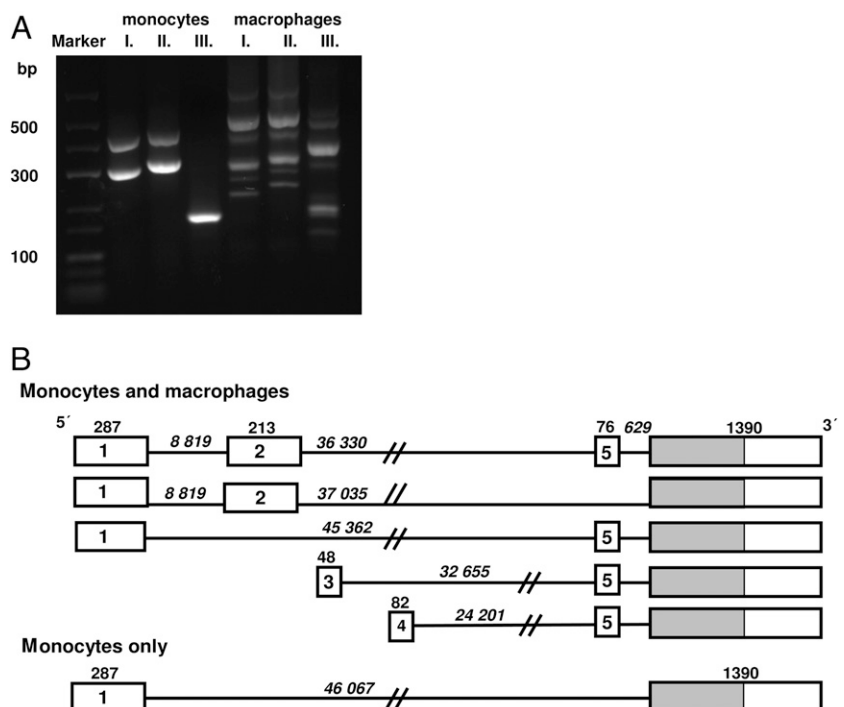 A
monocytes macrophages
Marker I. II. III. I. II. III.
bp
500
300
100
B
Monocytes and macrophages
5´ 287 213 76 629 1390 3´
8 819 36 330
1 2 5
8 819 37 035
1 2
45 362
1 5
48
32 655
3 5
82
24 201
4 5
Monocytes only
287 1390
46 067
1